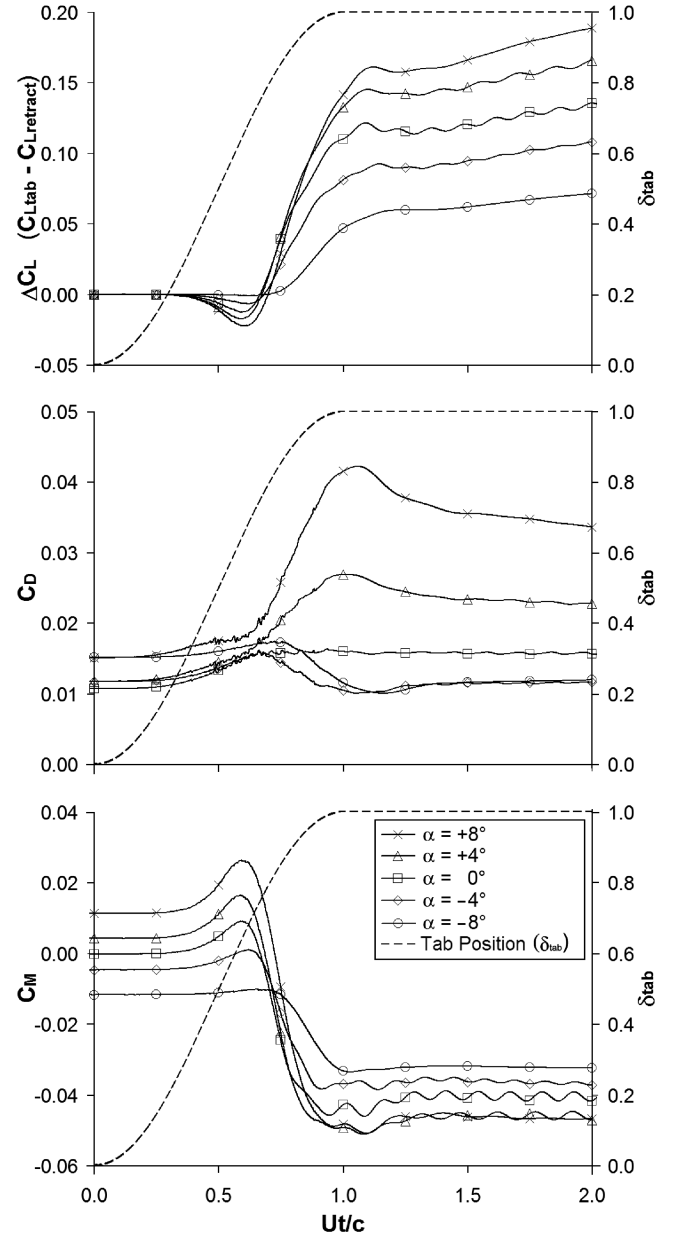 0.20
0.15
0.10
0.05
0.00
-0.05
ΔCL (CLtab - CLretract)
1.0
0.8
0.6
0.4
0.2
0.0
δtab
0.05
0.04
0.03
0.02
0.01
0.00
CD
1.0
0.8
0.6
0.4
0.2
0.0
δtab
0.04
0.02
0.00
-0.02
-0.04
-0.06
CM
α = +8°
α = +4°
α = 0°
α = −4°
α = −8°
Tab Position (δtab)
1.0
0.8
0.6
0.4
0.2
0.0
δtab
0.0 0.5 1.0 1.5 2.0
Ut/c